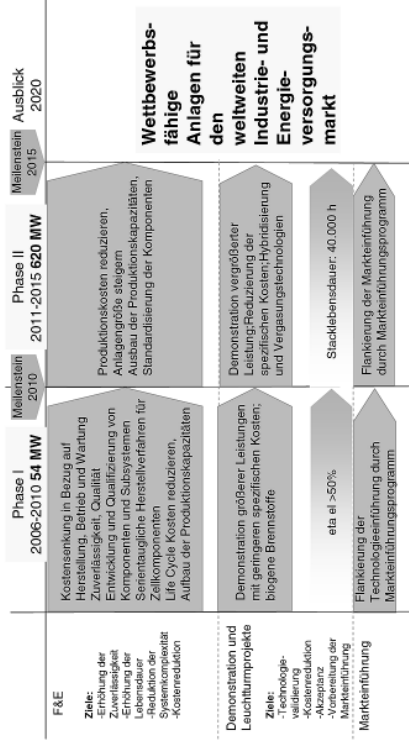 Phase I
2006-2010 54 MW
Meilenstein
2010
Phase II
2011-2015 620 MW
Meilenstein
2015
Ausblick
2020
F&E
Ziele:
-Erhöhung der
Zuverlässigkeit
-Erhöhung der
Lebensdauer
-Reduktion der
Systemkomplexität
-Kostenreduktion
Kostensenkung in Bezug auf
Herstellung, Betrieb und Wartung
Zuverlässigkeit, Qualität
Entwicklung und Qualifizierung von
Komponenten und Subsystemen
Serientaugliche Herstellverfahren für
Zellkomponenten
Life Cycle Kosten reduzieren,
Aufbau der Produktionskapazitäten
Produktionskosten reduzieren,
Anlagengröße steigern
Ausbau der Produktionskapazitäten,
Standardisierung der Komponenten
Demonstration und
Leuchtturmprojekte
Ziele:
-Technologie-
validierung
-Kostenreduktion
-Akzeptanz
-Vorbereitung der
Markteinführung
Demonstration größerer Leistungen
mit geringeren spezifischen Kosten;
biogene Brennstoffe
Demonstration vergrößerter
Leistung;Reduzierung der
spezifischen Kosten;Hybridisierung
und Vergasungstechnologien
eta el >50%
Stacklebensdauer: 40.000 h
Markteinführung
Flankierung der
Technologieeinführung durch
Markteinführungsprogramm
Flankierung der Markteinführung
durch Markteinführungsprogramm
Wettbewerbs-
fähige
Anlagen für
den
weltweiten
Industrie- und
Energie-
versorgungs-
markt